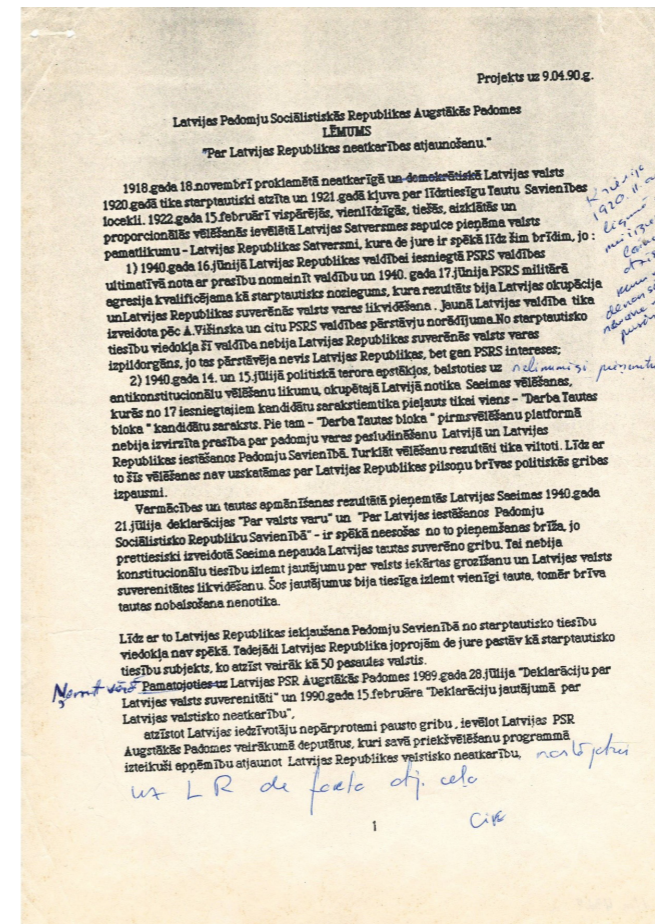 Projekts uz 9.04.90.g.
Latvijas Padomju Sociālistiskās Republikas Augstākās Padomes
LĒMUMS
"Par Latvijas Republikas neatkarības atjaunošanu."
1918.gada 18.novembrī proklamētā neatkarīgā un demokrātiskā Latvijas valsts
1920.gadā tika starptautiski atzīta un 1921.gadā kļuva par līdztiesīgu Tautu Savienības
locekli. 1922.gada 15.februārī vispārējās, vienlīdzīgās, tiešās, aizklātās un
proporcionālās vēlēšanās ievēlētā Latvijas Satversmes sapulce pieņēma valsts
pamatlikumu - Latvijas Republikas Satversmi, kura de jure ir spēkā līdz šim brīdim, jo :
1) 1940.gada 16.jūnijā Latvijas Republikas valdībai iesniegtā PSRS valdības
ultimatīvā nota ar prasību nomainīt valdību un 1940. gada 17.jūnija PSRS militārā
agresija kvalificējama kā starptautisks noziegums, kura rezultāts bija Latvijas okupācija
unLatvijas Republikas suverēnās valsts varas likvidēšana . Jaunā Latvijas valdība tika
izveidota pēc A.Višinska un citu PSRS valdības pārstāvju norādījuma.No starptautisko
tiesību viedokļa šī valdība nebija Latvijas Republikas suverēnās valsts varas
izpildorgāns, jo tas pārstāvēja nevis Latvijas Republikas, bet gan PSRS intereses;
2) 1940.gada 14. un 15.jūlijā politiskā terora apstākļos, balstoties uz nelikumīgi pieņemtu
antikonstitucionālu vēlēšanu likumu, okupētajā Latvijā notika Saeimas vēlēšanas,
kurās no 17 iesniegtajiem kandidātu sarakstiemtika pieļauts tikai viens - "Darba Tautas
bloka " kandidātu saraksts. Pie tam - "Darba Tautas bloka " pirmsvēlēšanu platformā
nebija izvirzīta prasība par padomju varas pasludināšanu Latvijā un Latvijas
Republikas iestāšanos Padomju Savienībā. Turklāt vēlēšanu rezultāti tika viltoti. Līdz ar
to šīs vēlēšanas nav uzskatāmas par Latvijas Republikas pilsoņu brīvas politiskās gribas
izpausmi.
Varmācības un tautas apmānīšanas rezultātā pieņemtās Latvijas Saeimas 1940.gada
21.jūlija deklarācijas "Par valsts varu" un "Par Latvijas iestāšanos Padomju
Sociālistisko Republiku Savienībā" - ir spēkā neesošas no to pieņemšanas brīža, jo
prettiesiski izveidotā Saeima nepauda Latvijas tautas suverēno gribu. Tai nebija
konstitucionālu tiesību izlemt jautājumu par valsts iekārtas grozīšanu un Latvijas valsts
suverenitātes likvidēšanu. Šos jautājumus bija tiesīga izlemt vienīgi tauta, tomēr brīva
tautas nobalsošana nenotika.
Līdz ar to Latvijas Republikas iekļaušana Padomju Savienībā no starptautisko tiesību
viedokļa nav spēkā. Tadejādi Latvijas Republika joprojām de jure pastāv kā starptautisko
tiesību subjekts, ko atzīst vairāk kā 50 pasaules valstis.
Ņemot vērā Pamatojoties uz Latvijas PSR Augstākās Padomes 1989.gada 28.jūlija "Deklarāciju par
Latvijas valsts suverenitāti" un 1990.gada 15.februāra "Deklarāciju jautājumā par
Latvijas valstisko neatkarību",
atzīstot Latvijas iedzīvotāju nepārprotami pausto gribu , ievēlot Latvijas PSR
Augstākās Padomes vairākumā deputātus, kuri savā priekšvēlēšanu programmā
izteikuši apņēmību atjaunot Latvijas Republikas valstisko neatkarību,
uz LR de facto atj. ceļa
1